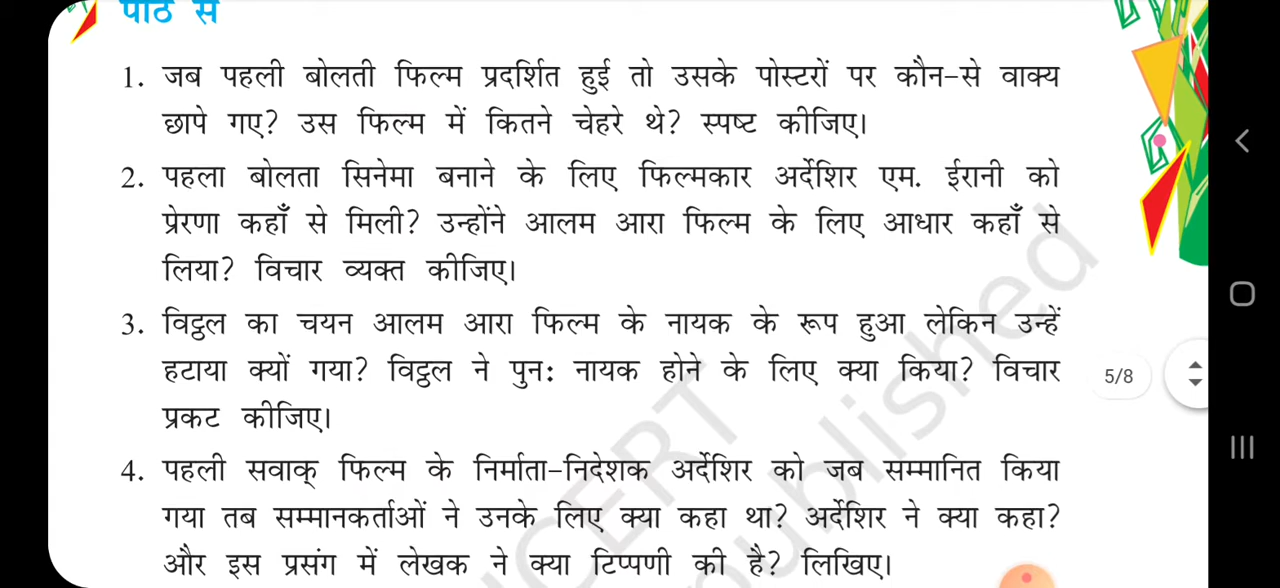 पाठ से
1. जब पहली बोलती फिल्म प्रदर्शित हुई तो उसके पोस्टरों पर कौन-से वाक्य
छापे गए? उस फिल्म में कितने चेहरे थे? स्पष्ट कीजिए।
2. पहला बोलता सिनेमा बनाने के लिए फिल्मकार अर्देशिर एम. ईरानी को
प्रेरणा कहाँ से मिली? उन्होंने आलम आरा फिल्म के लिए आधार कहाँ से
लिया? विचार व्यक्त कीजिए।
3. विट्ठल का चयन आलम आरा फिल्म के नायक के रूप हुआ लेकिन उन्हें
हटाया क्यों गया? विट्ठल ने पुन: नायक होने के लिए क्या किया? विचार
प्रकट कीजिए।
5/8
4. पहली सवाक् फिल्म के निर्माता-निदेशक अर्देशिर को जब सम्मानित किया
गया तब सम्मानकर्ताओं ने उनके लिए क्या कहा था? अर्देशिर ने क्या कहा?
और इस प्रसंग में लेखक ने क्या टिप्पणी की है? लिखिए।
NCERT
published